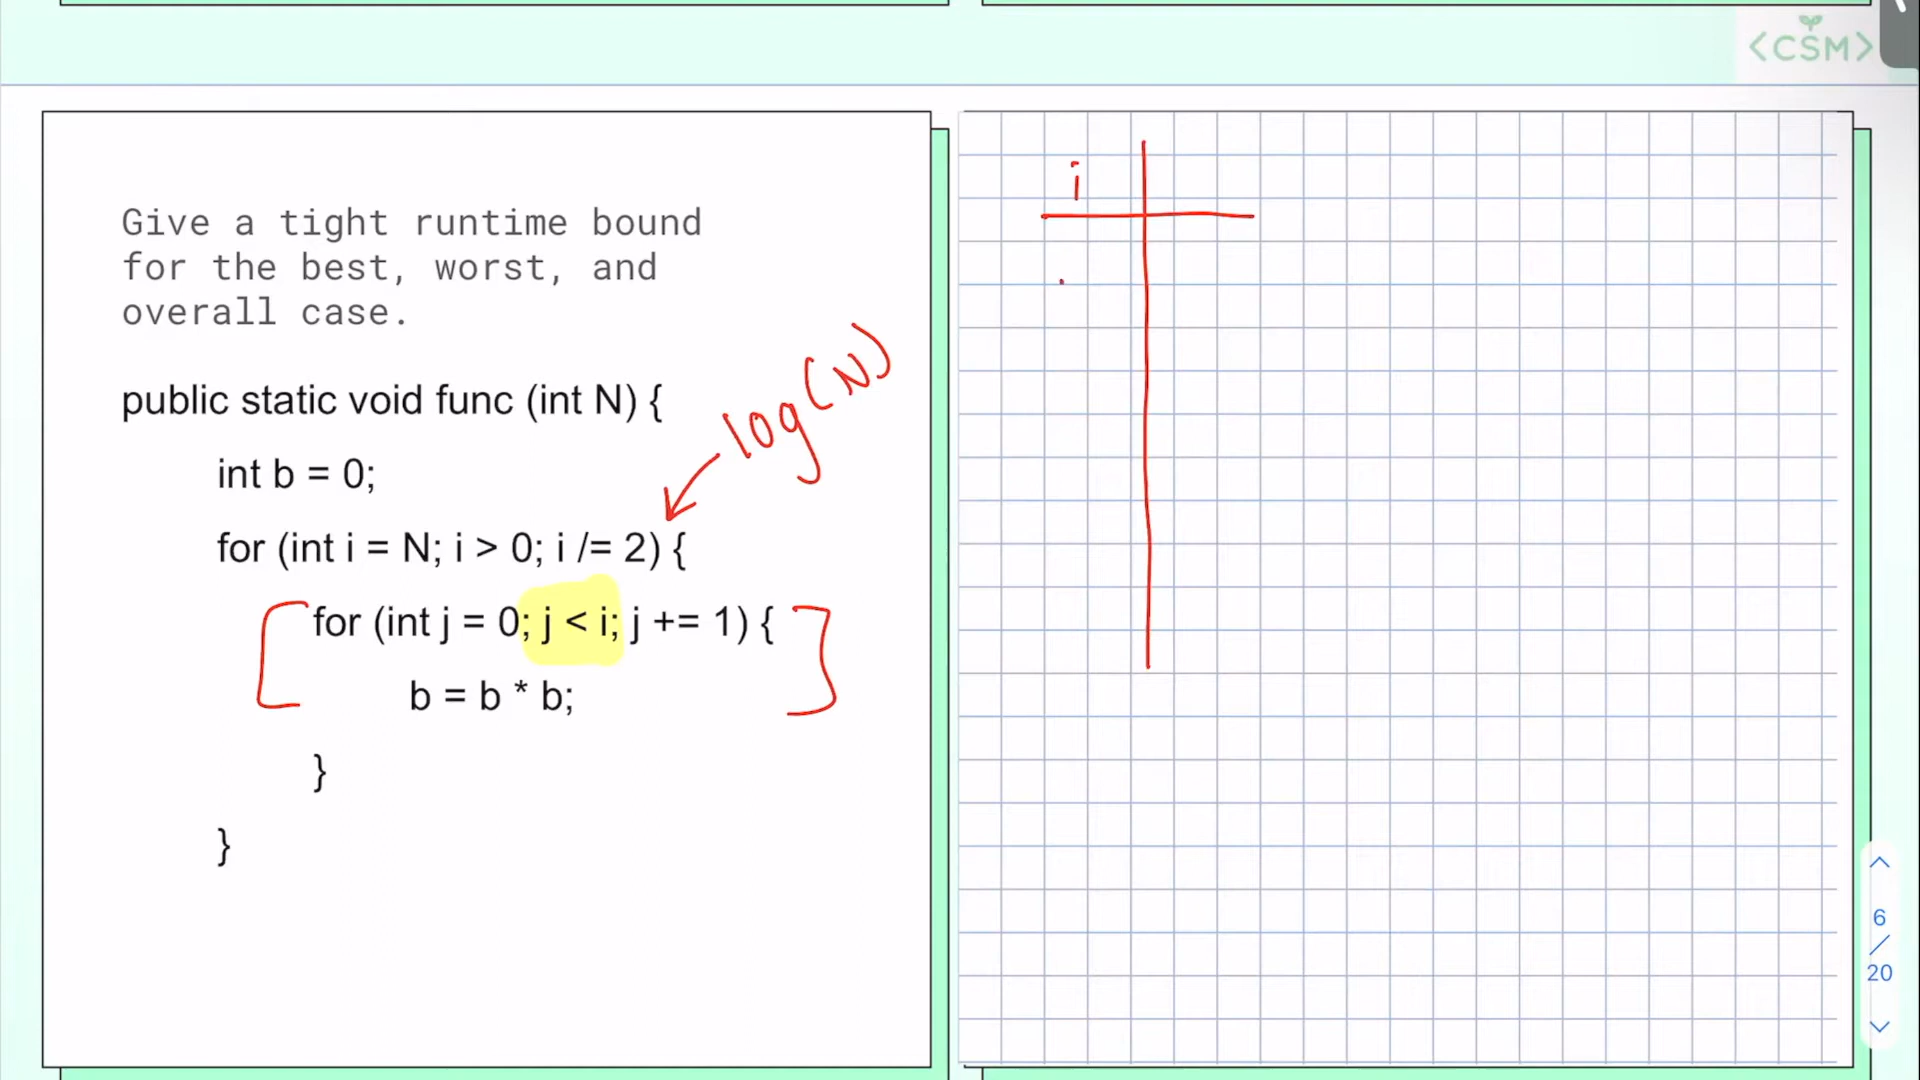 <CSM>
Give a tight runtime bound
for the best, worst, and
overall case.
log(N)
public static void func (int N) {
int b = 0;
for (int i = N; i > 0; i /= 2) {
for (int j = 0; j < i; j += 1) {
b = b * b;
}
}
i
6
/
20